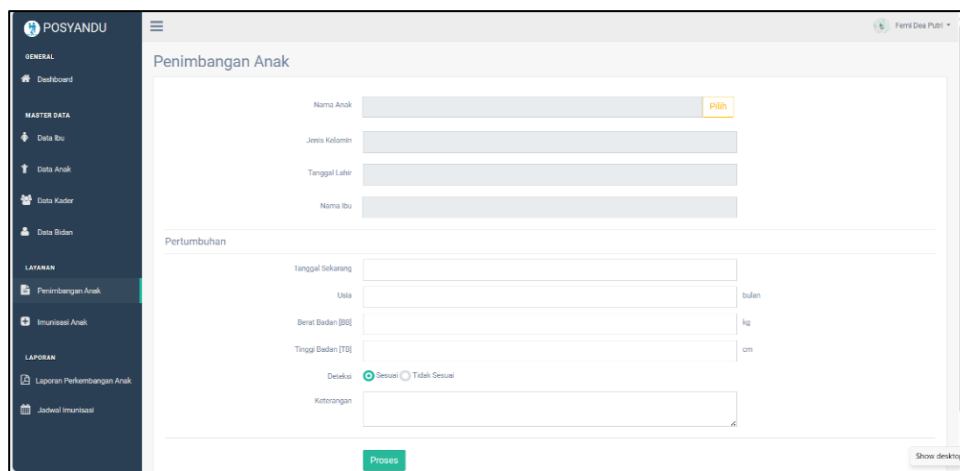 POSYANDU
Femi Dea Putri
GENERAL
Dashboard
MASTER DATA
Data Ibu
Data Anak
Data Kader
Data Bidan
LAYANAN
Penimbangan Anak
Imunisasi Anak
LAPORAN
Laporan Perkembangan Anak
Jadwal Imunisasi
Penimbangan Anak
Nama Anak Pilih
Jenis Kelamin
Tanggal Lahir
Nama Ibu
Pertumbuhan
Tanggal Sekarang
Usia bulan
Berat Badan [BB] kg
Tinggi Badan [TB] cm
Deteksi Sesuai Tidak Sesuai
Keterangan
Proses
Show desktop